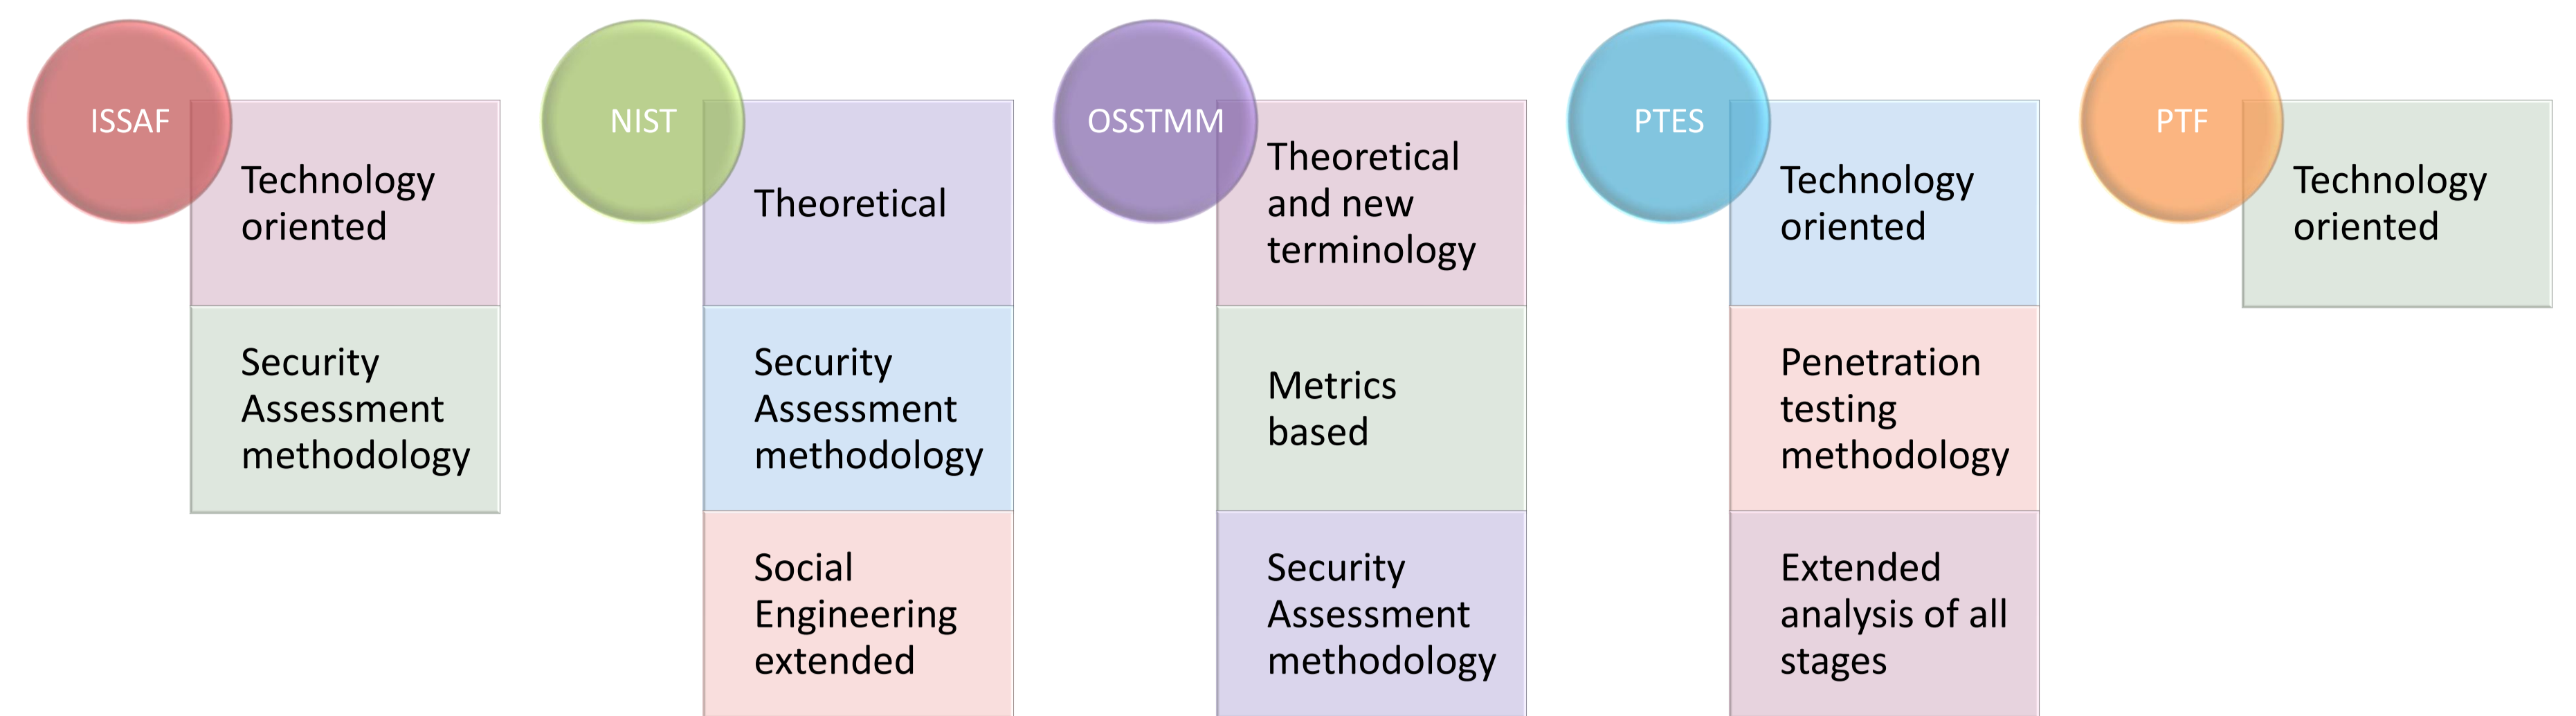 ISSAF
Technology
oriented
Security
Assessment
methodology
NIST
Theoretical
Security
Assessment
methodology
Social
Engineering
extended
OSSTMM
Theoretical
and new
terminology
Metrics
based
Security
Assessment
methodology
PTES
Technology
oriented
Penetration
testing
methodology
Extended
analysis of all
stages
PTF
Technology
oriented